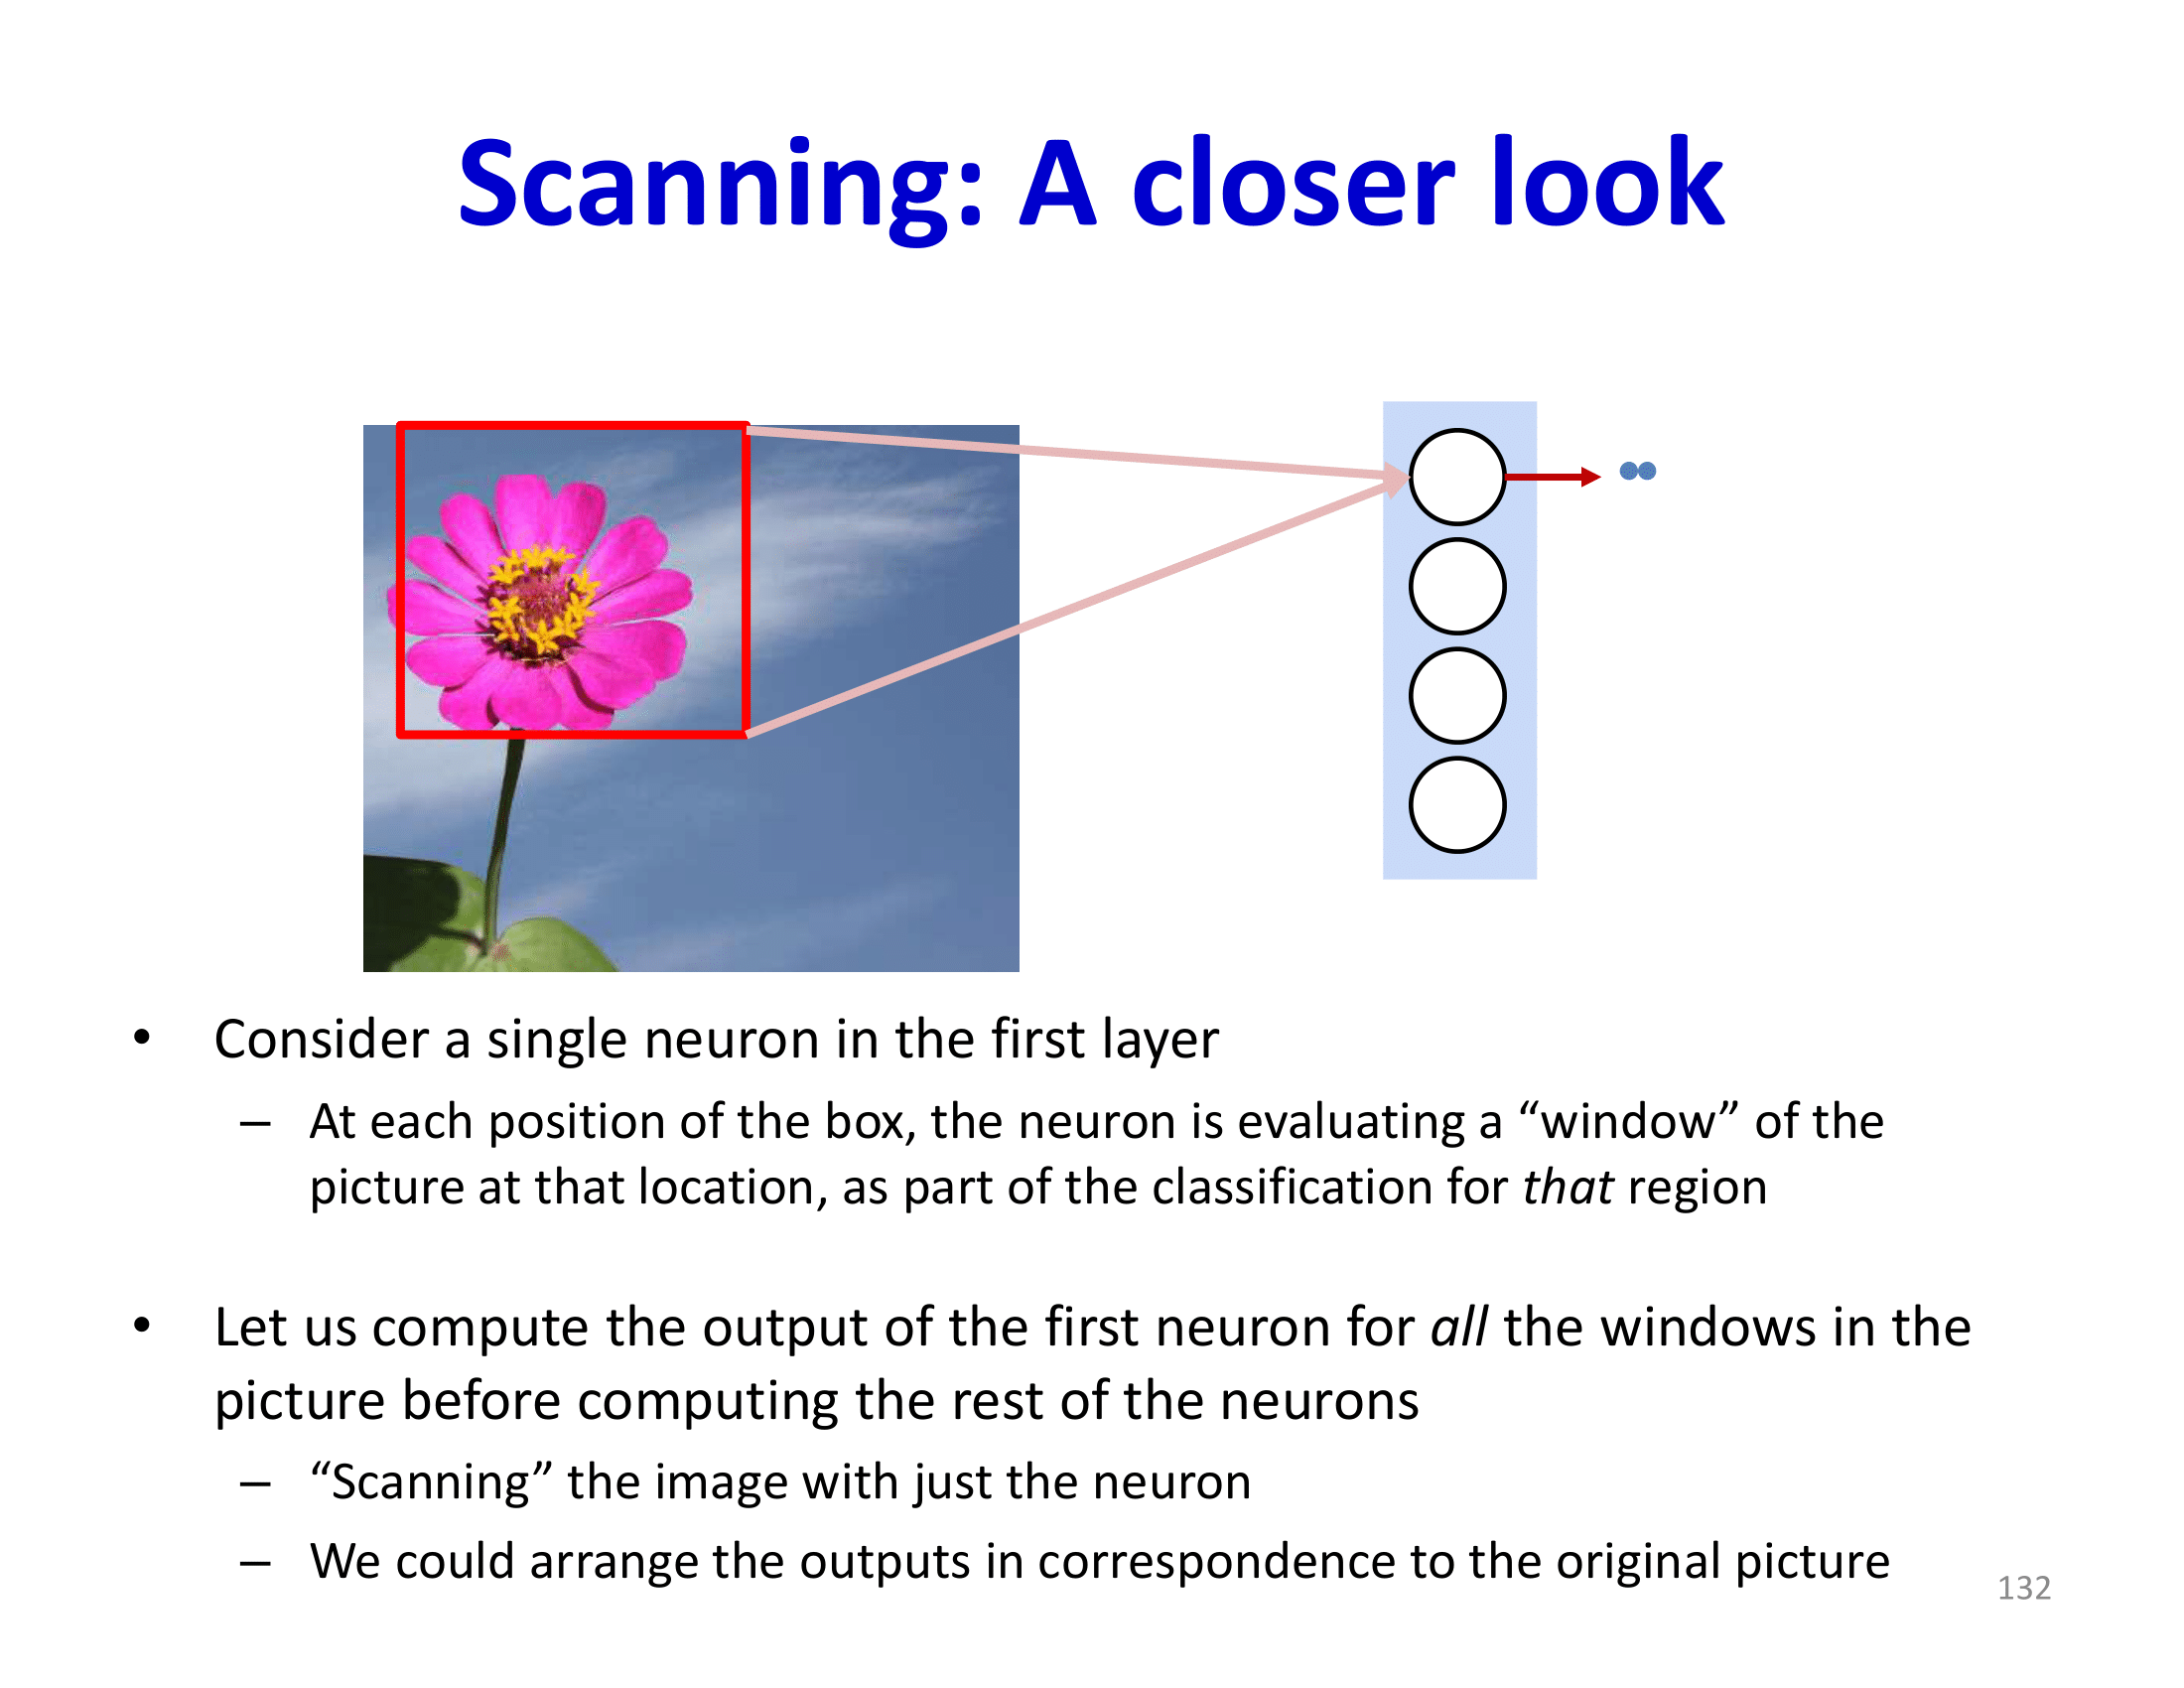 Scanning: A closer look
• Consider a single neuron in the first layer
– At each position of the box, the neuron is evaluating a “window” of the
picture at that location, as part of the classification for that region
• Let us compute the output of the first neuron for all the windows in the
picture before computing the rest of the neurons
– “Scanning” the image with just the neuron
– We could arrange the outputs in correspondence to the original picture
132